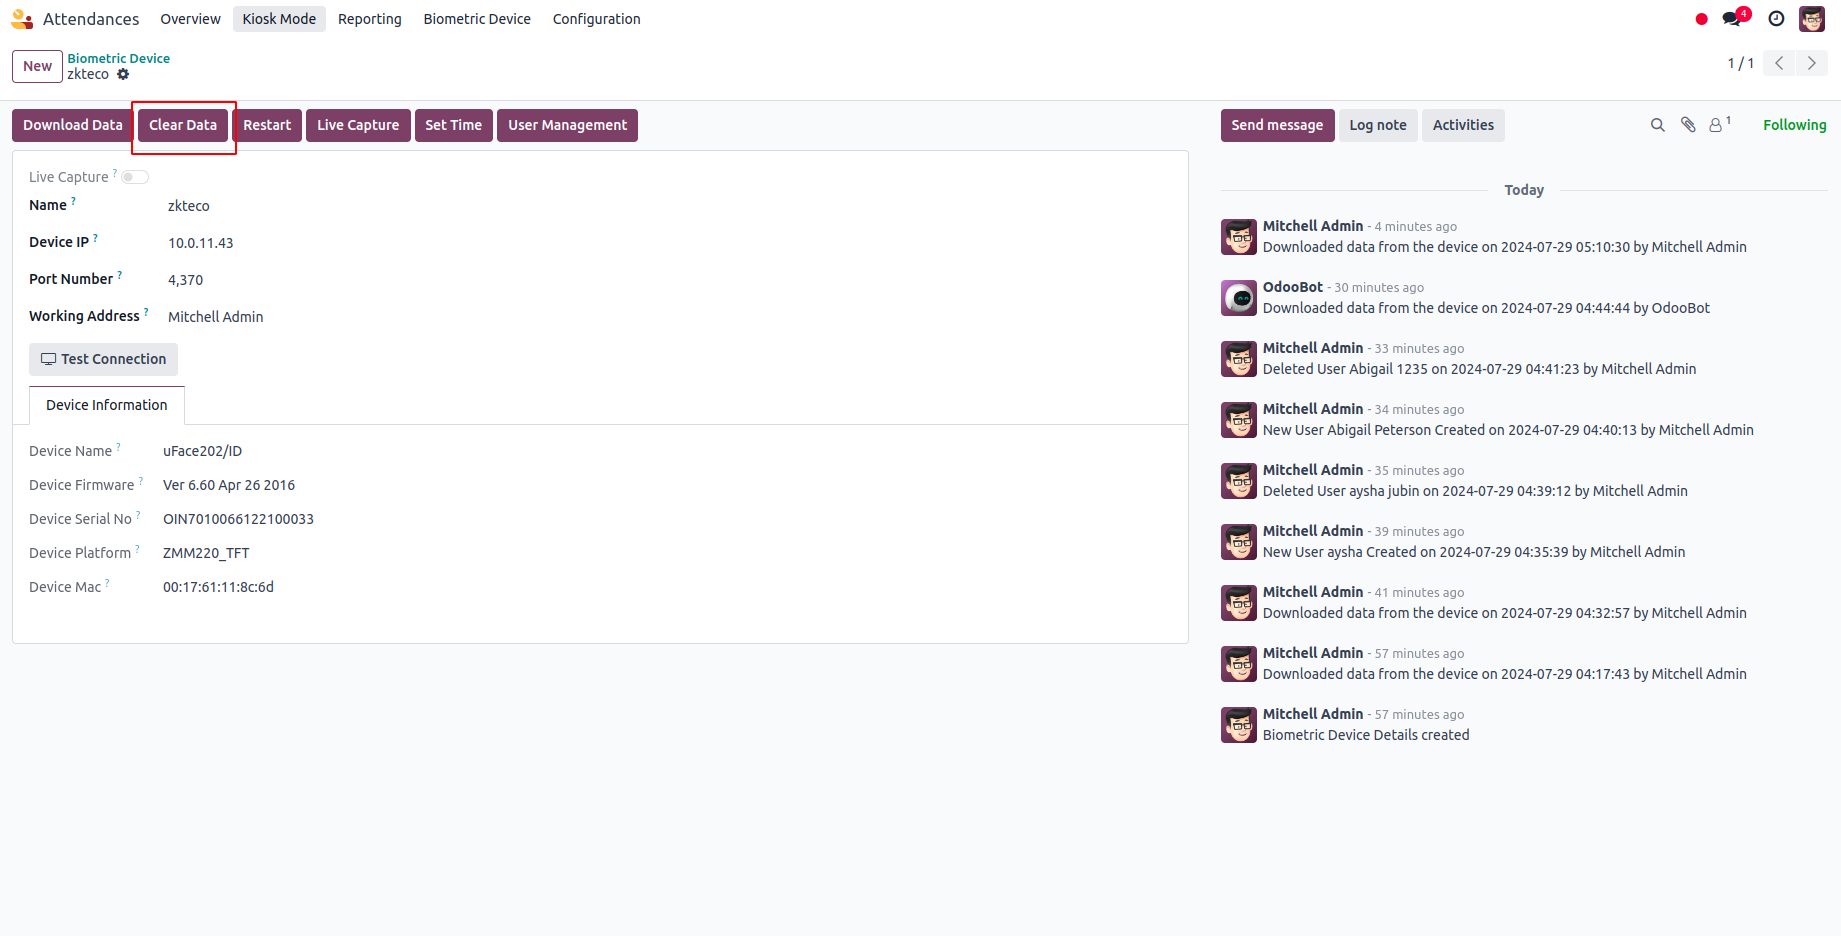 Attendances Overview Kiosk Mode Reporting Biometric Device Configuration 4
New Biometric Device
zkteco
1 / 1
Download Data Clear Data Restart Live Capture Set Time User Management
Send message Log note Activities 1 Following
Live Capture ?
Name ? zkteco
Device IP ? 10.0.11.43
Port Number ? 4,370
Working Address ? Mitchell Admin
Test Connection
Device Information
Device Name ? uFace202/ID
Device Firmware ? Ver 6.60 Apr 26 2016
Device Serial No ? OIN7010066122100033
Device Platform ? ZMM220_TFT
Device Mac ? 00:17:61:11:8c:6d
Today
Mitchell Admin - 4 minutes ago
Downloaded data from the device on 2024-07-29 05:10:30 by Mitchell Admin
OdooBot - 30 minutes ago
Downloaded data from the device on 2024-07-29 04:44:44 by OdooBot
Mitchell Admin - 33 minutes ago
Deleted User Abigail 1235 on 2024-07-29 04:41:23 by Mitchell Admin
Mitchell Admin - 34 minutes ago
New User Abigail Peterson Created on 2024-07-29 04:40:13 by Mitchell Admin
Mitchell Admin - 35 minutes ago
Deleted User aysha jubin on 2024-07-29 04:39:12 by Mitchell Admin
Mitchell Admin - 39 minutes ago
New User aysha Created on 2024-07-29 04:35:39 by Mitchell Admin
Mitchell Admin - 41 minutes ago
Downloaded data from the device on 2024-07-29 04:32:57 by Mitchell Admin
Mitchell Admin - 57 minutes ago
Downloaded data from the device on 2024-07-29 04:17:43 by Mitchell Admin
Mitchell Admin - 57 minutes ago
Biometric Device Details created